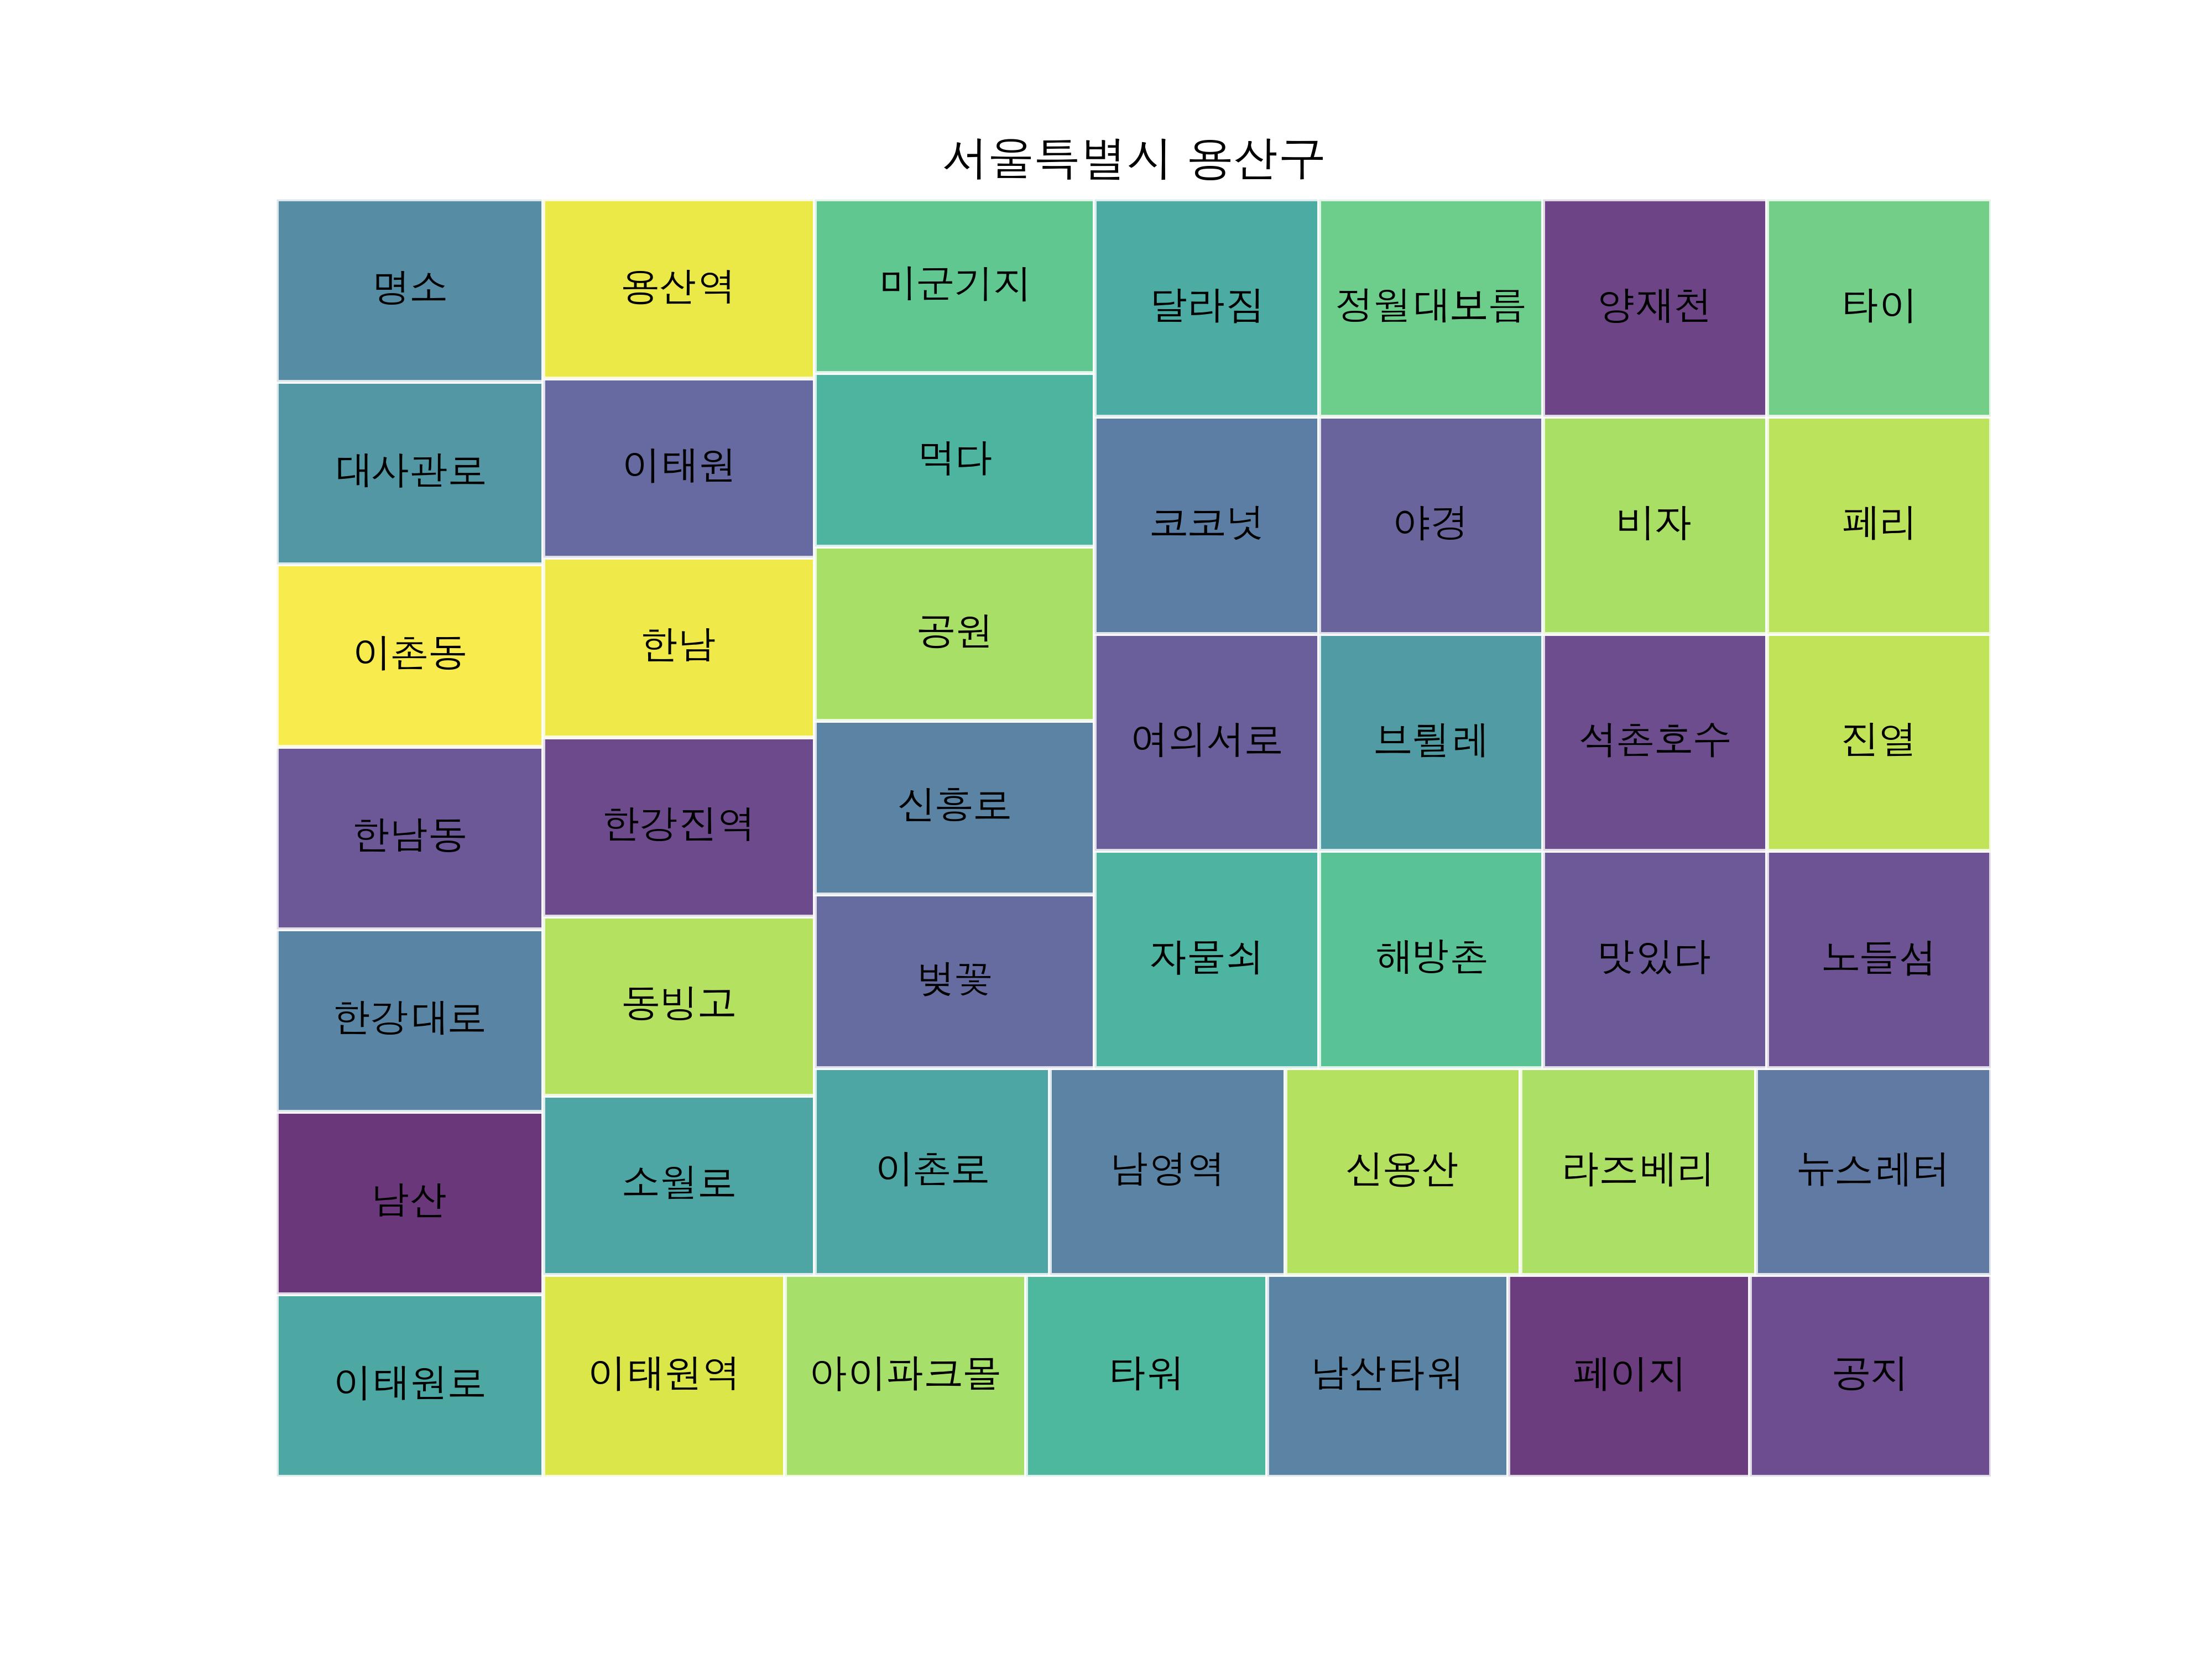 서울특별시 용산구
명소
용산역
미군기지
달라짐
정월대보름
양재천
타이
대사관로
이태원
먹다
코코넛
야경
비자
페리
이촌동
한남
공원
여의서로
브륄레
석촌호수
진열
한남동
한강진역
신흥로
자물쇠
해방촌
맛있다
노들섬
한강대로
동빙고
벚꽃
남산
소월로
이촌로
남영역
신용산
라즈베리
뉴스레터
이태원로
이태원역
아이파크몰
타워
남산타워
페이지
공지